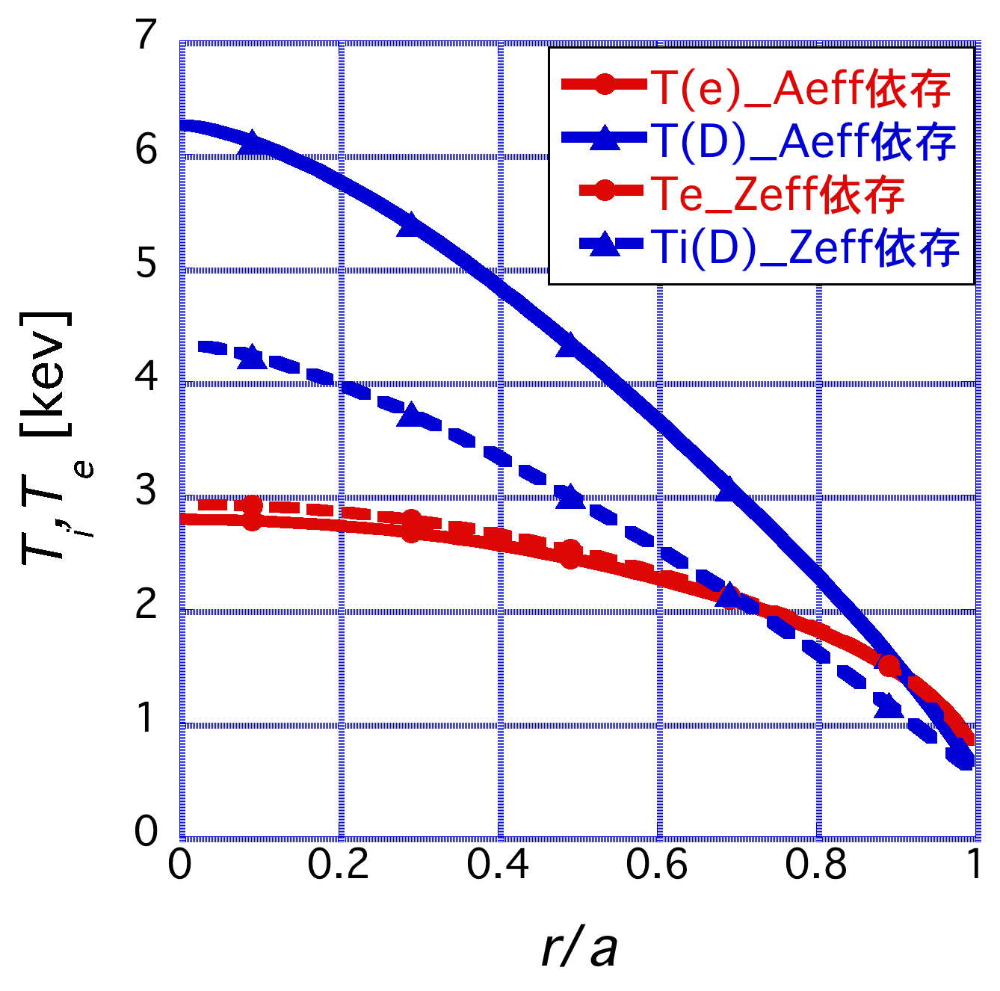 7
6
5
4
3
2
1
0
0 0.2 0.4 0.6 0.8 1
T(e)_Aeff依存
T(D)_Aeff依存
Te_Zeff依存
Ti(D)_Zeff依存
T i, T e [kev]
r/a